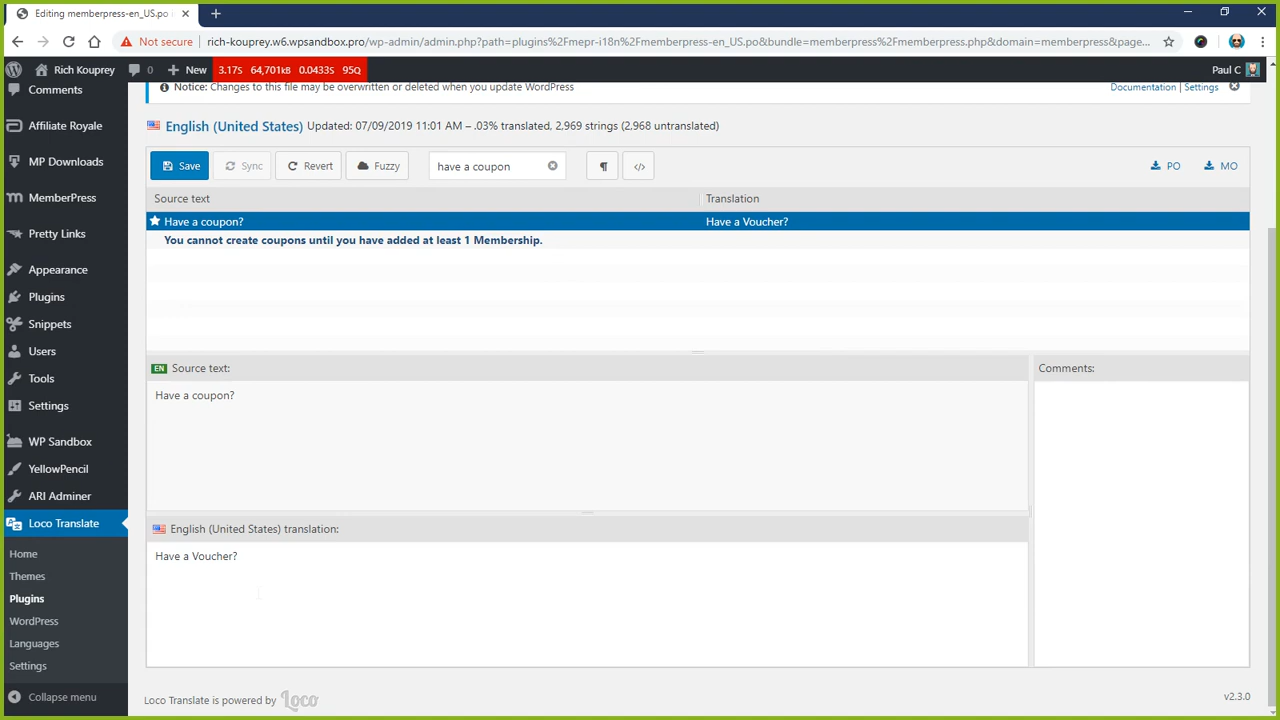 Editing memberpress-en_US.po i
Not secure
rich-kouprey.w6.wpsandbox.pro/wp-admin/admin.php?path=plugins%2Fmepr-i18n%2Fmemberpress-en_US.po&bundle=memberpress%2Fmemberpress.php&domain=memberpress&page...
Rich Kouprey
0
New
3.17S 64,701KB 0.0433S 95Q
Paul C
Comments
Affiliate Royale
MP Downloads
MemberPress
Pretty Links
Appearance
Plugins
Snippets
Users
Tools
Settings
WP Sandbox
YellowPencil
ARI Adminer
Loco Translate
Home
Themes
Plugins
WordPress
Languages
Settings
Collapse menu
Notice: Changes to this file may be overwritten or deleted when you update WordPress
Documentation | Settings
English (United States) Updated: 07/09/2019 11:01 AM – .03% translated, 2,969 strings (2,968 untranslated)
Save
Sync
Revert
Fuzzy
have a coupon
¶
</>
PO
MO
Source text
Translation
Have a coupon?
Have a Voucher?
You cannot create coupons until you have added at least 1 Membership.
EN Source text:
Comments:
Have a coupon?
English (United States) translation:
Have a Voucher?
Loco Translate is powered by Loco
v2.3.0